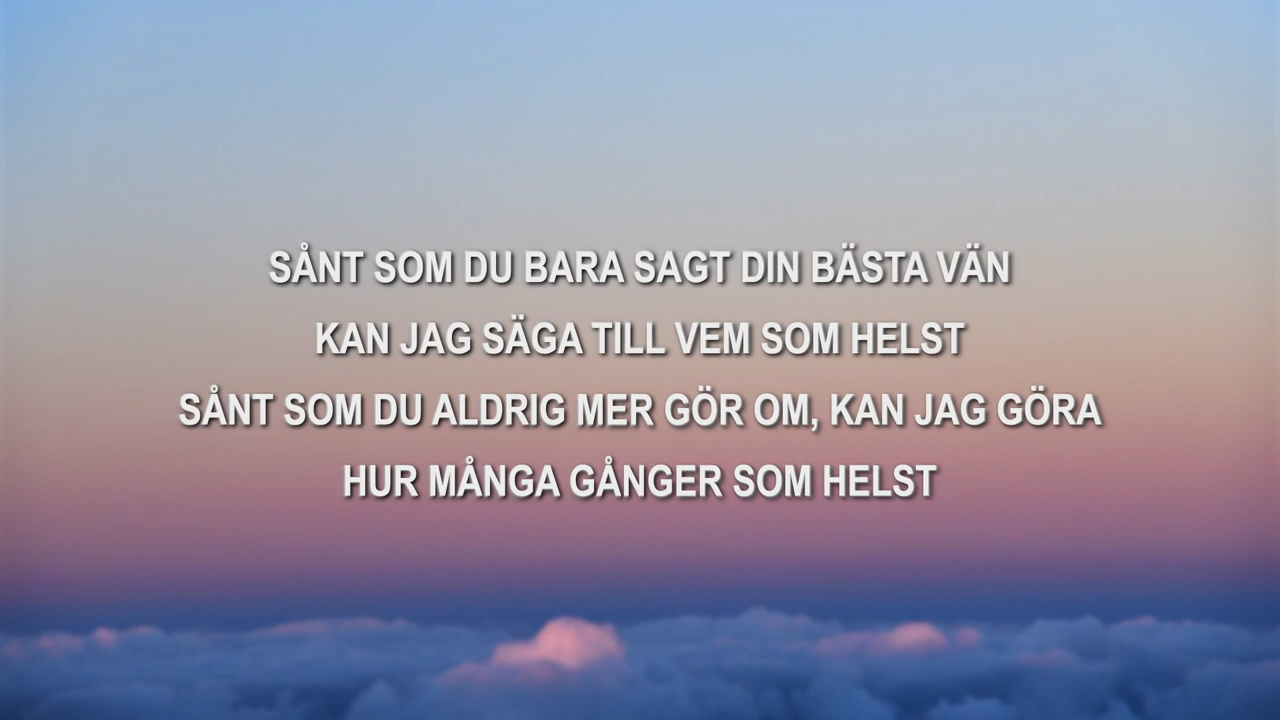 SÅNT SOM DU BARA SAGT DIN BÄSTA VÄN
KAN JAG SÄGA TILL VEM SOM HELST
SÅNT SOM DU ALDRIG MER GÖR OM, KAN JAG GÖRA
HUR MÅNGA GÅNGER SOM HELST